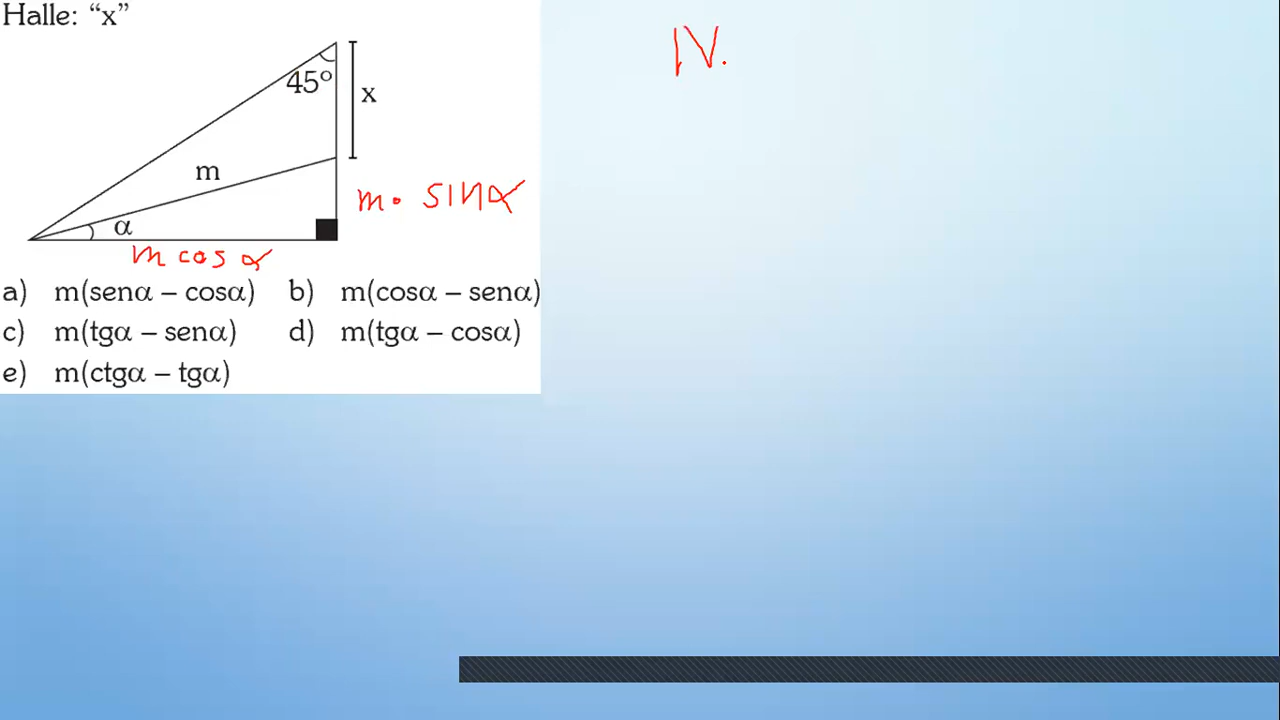 Halle: “x”
IV.
45°
x
m
m · sinα
α
m cos α
a) m(senα – cosα) b) m(cosα – senα)
c) m(tgα – senα) d) m(tgα – cosα)
e) m(ctgα – tgα)